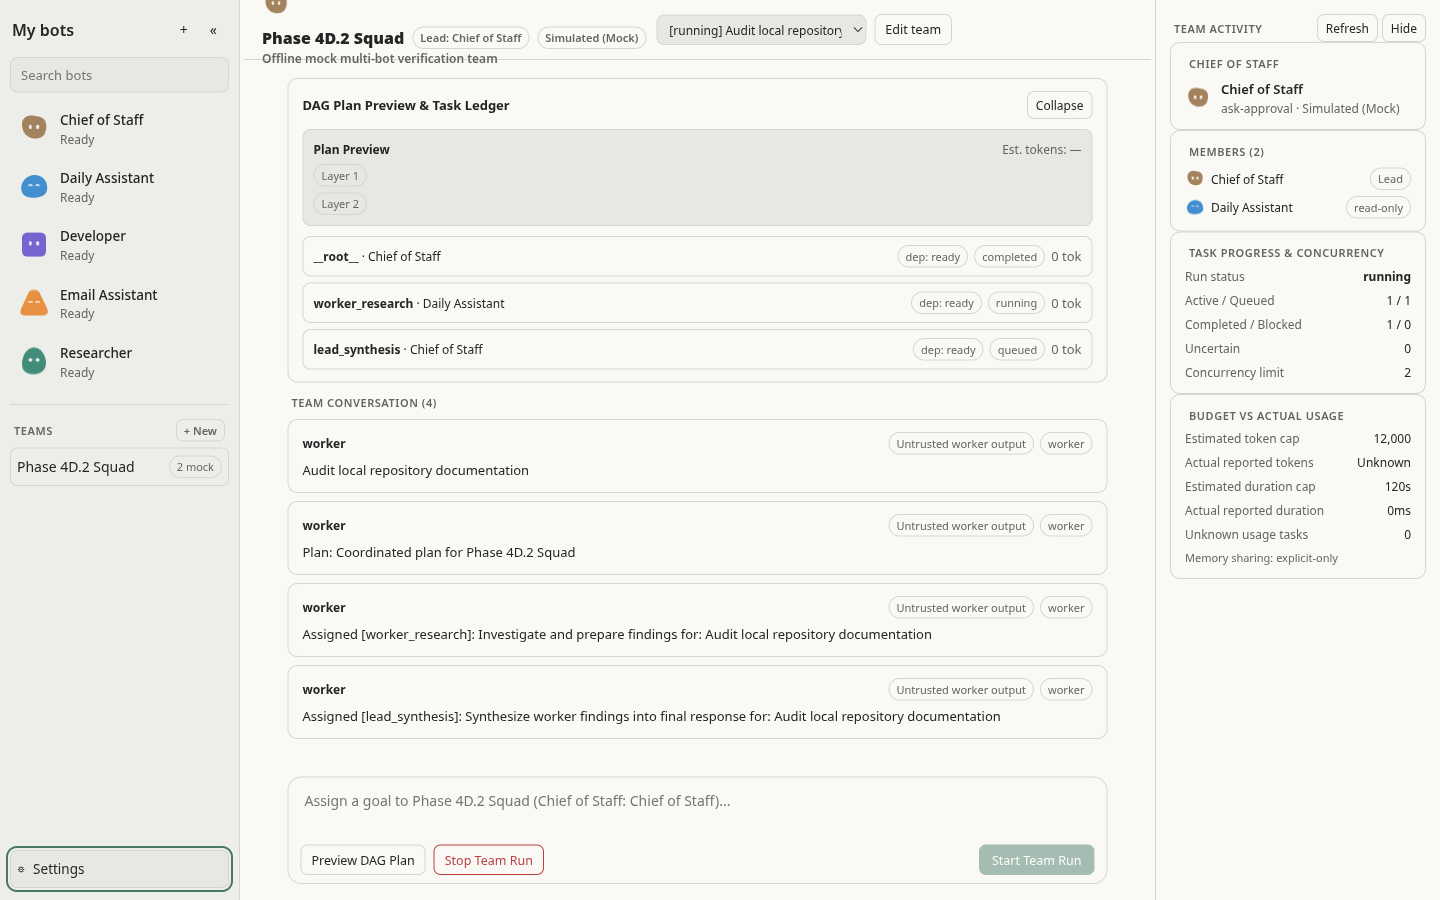 My bots
+
«
Search bots
Chief of Staff
Ready
Daily Assistant
Ready
Developer
Ready
Email Assistant
Ready
Researcher
Ready
TEAMS
+ New
Phase 4D.2 Squad
2 mock
Settings
Phase 4D.2 Squad
Lead: Chief of Staff
Simulated (Mock)
[running] Audit local repository
Edit team
Offline mock multi-bot verification team
DAG Plan Preview & Task Ledger
Collapse
Plan Preview
Est. tokens: —
Layer 1
Layer 2
__root__ · Chief of Staff
dep: ready
completed
0 tok
worker_research · Daily Assistant
dep: ready
running
0 tok
lead_synthesis · Chief of Staff
dep: ready
queued
0 tok
TEAM CONVERSATION (4)
worker
Untrusted worker output
worker
Audit local repository documentation
worker
Untrusted worker output
worker
Plan: Coordinated plan for Phase 4D.2 Squad
worker
Untrusted worker output
worker
Assigned [worker_research]: Investigate and prepare findings for: Audit local repository documentation
worker
Untrusted worker output
worker
Assigned [lead_synthesis]: Synthesize worker findings into final response for: Audit local repository documentation
Assign a goal to Phase 4D.2 Squad (Chief of Staff: Chief of Staff)...
Preview DAG Plan
Stop Team Run
Start Team Run
TEAM ACTIVITY
Refresh
Hide
CHIEF OF STAFF
Chief of Staff
ask-approval · Simulated (Mock)
MEMBERS (2)
Chief of Staff
Lead
Daily Assistant
read-only
TASK PROGRESS & CONCURRENCY
Run status
running
Active / Queued
1 / 1
Completed / Blocked
1 / 0
Uncertain
0
Concurrency limit
2
BUDGET VS ACTUAL USAGE
Estimated token cap
12,000
Actual reported tokens
Unknown
Estimated duration cap
120s
Actual reported duration
0ms
Unknown usage tasks
0
Memory sharing: explicit-only